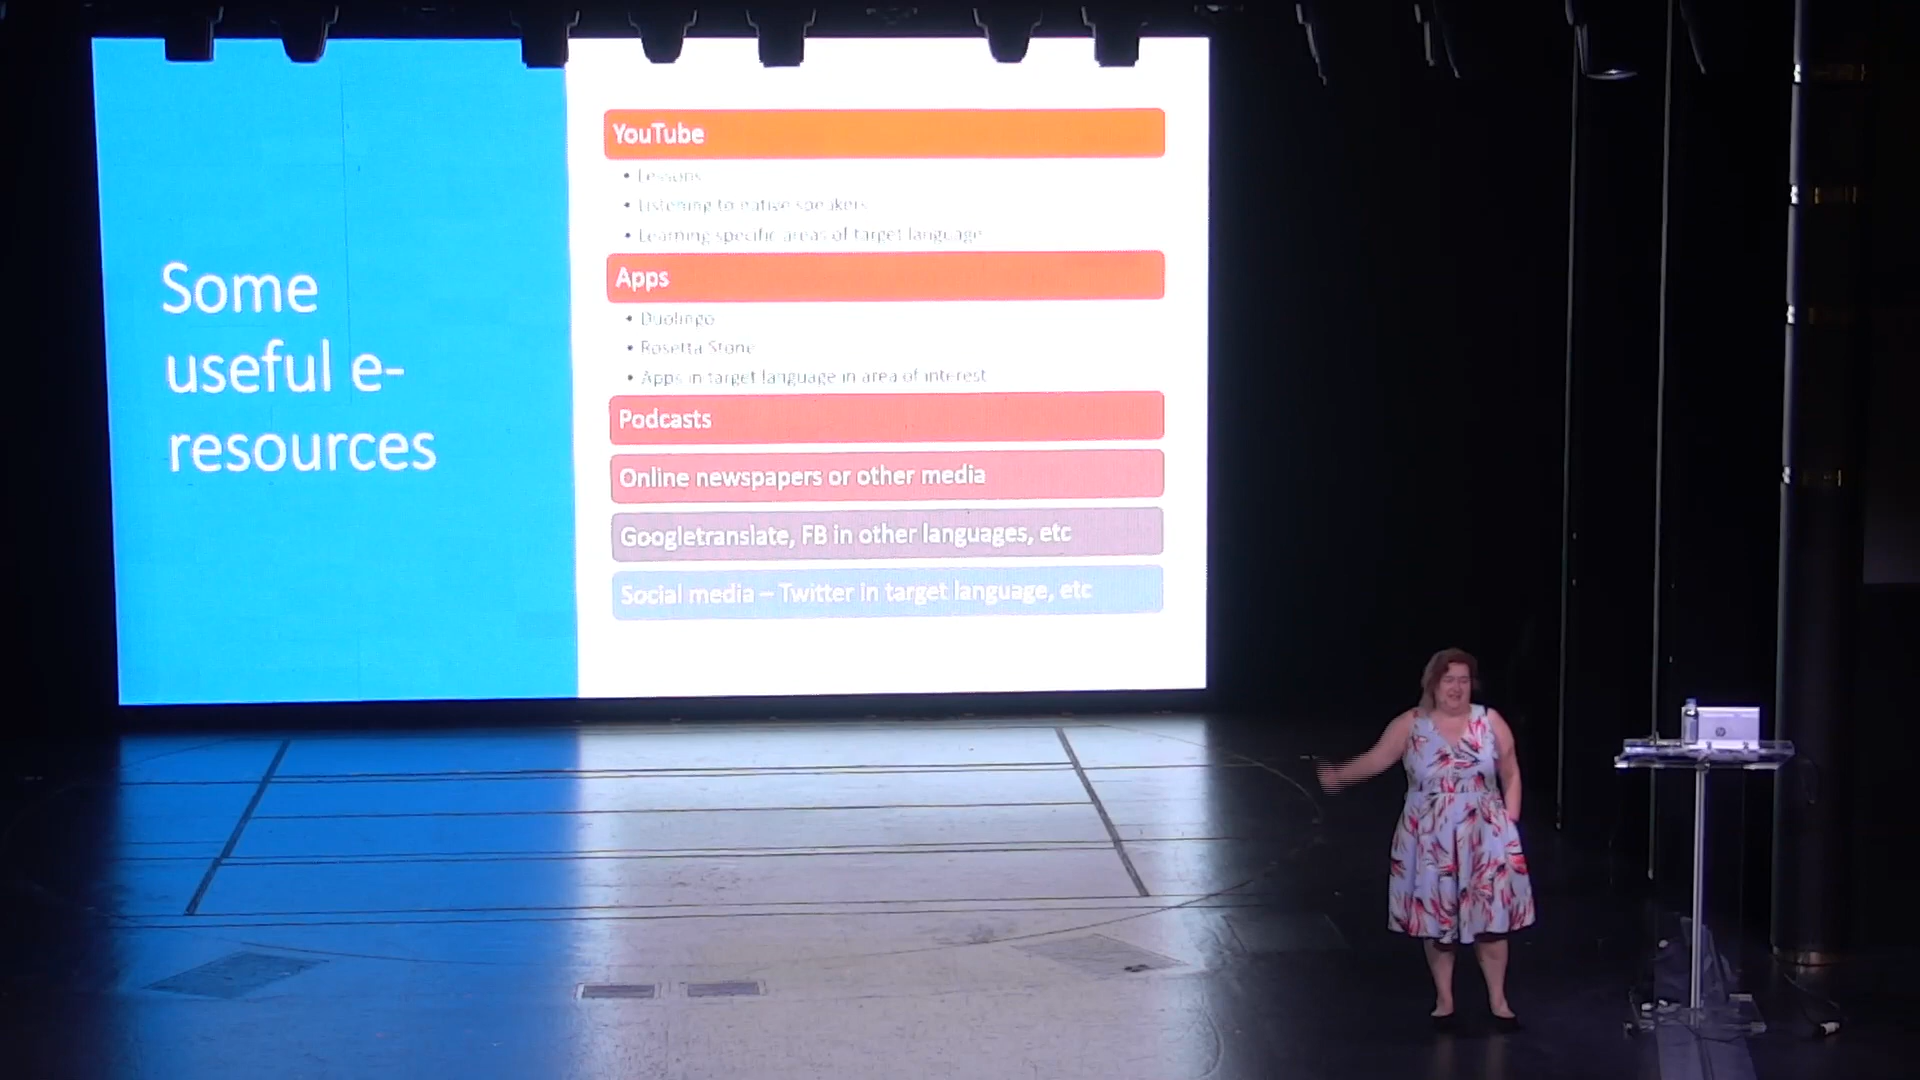 Some
useful e-
resources
YouTube
• Lessons
• Listening to native speakers
• Learning specific areas of target language
Apps
• Duolingo
• Rosetta Stone
• Apps in target language in area of interest
Podcasts
Online newspapers or other media
Googletranslate, FB in other languages, etc
Social media – Twitter in target language, etc